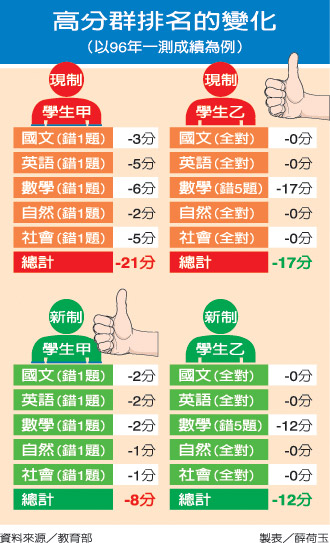 高分群排名的變化
(以96年一測成績為例)
現制
學生甲
國文(錯1題) -3分
英語(錯1題) -5分
數學(錯1題) -6分
自然(錯1題) -2分
社會(錯1題) -5分
總計 -21分
現制
學生乙
國文(全對) -0分
英語(全對) -0分
數學(錯5題) -17分
自然(全對) -0分
社會(全對) -0分
總計 -17分
新制
學生甲
國文(錯1題) -2分
英語(錯1題) -2分
數學(錯1題) -2分
自然(錯1題) -1分
社會(錯1題) -1分
總計 -8分
新制
學生乙
國文(全對) -0分
英語(全對) -0分
數學(錯5題) -12分
自然(全對) -0分
社會(全對) -0分
總計 -12分
資料來源／教育部
製表／薛荷玉